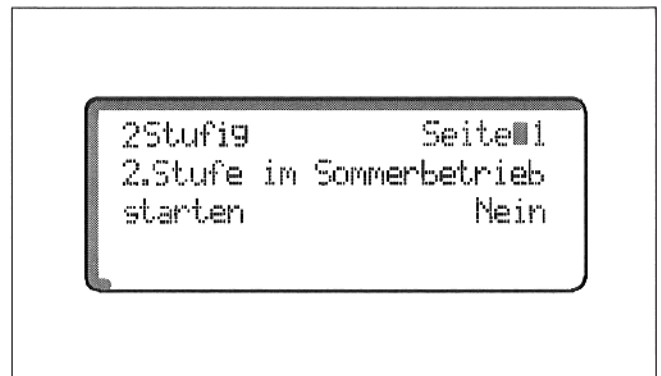 2Stufig Seite 1
2.Stufe im Sommerbetrieb
starten Nein